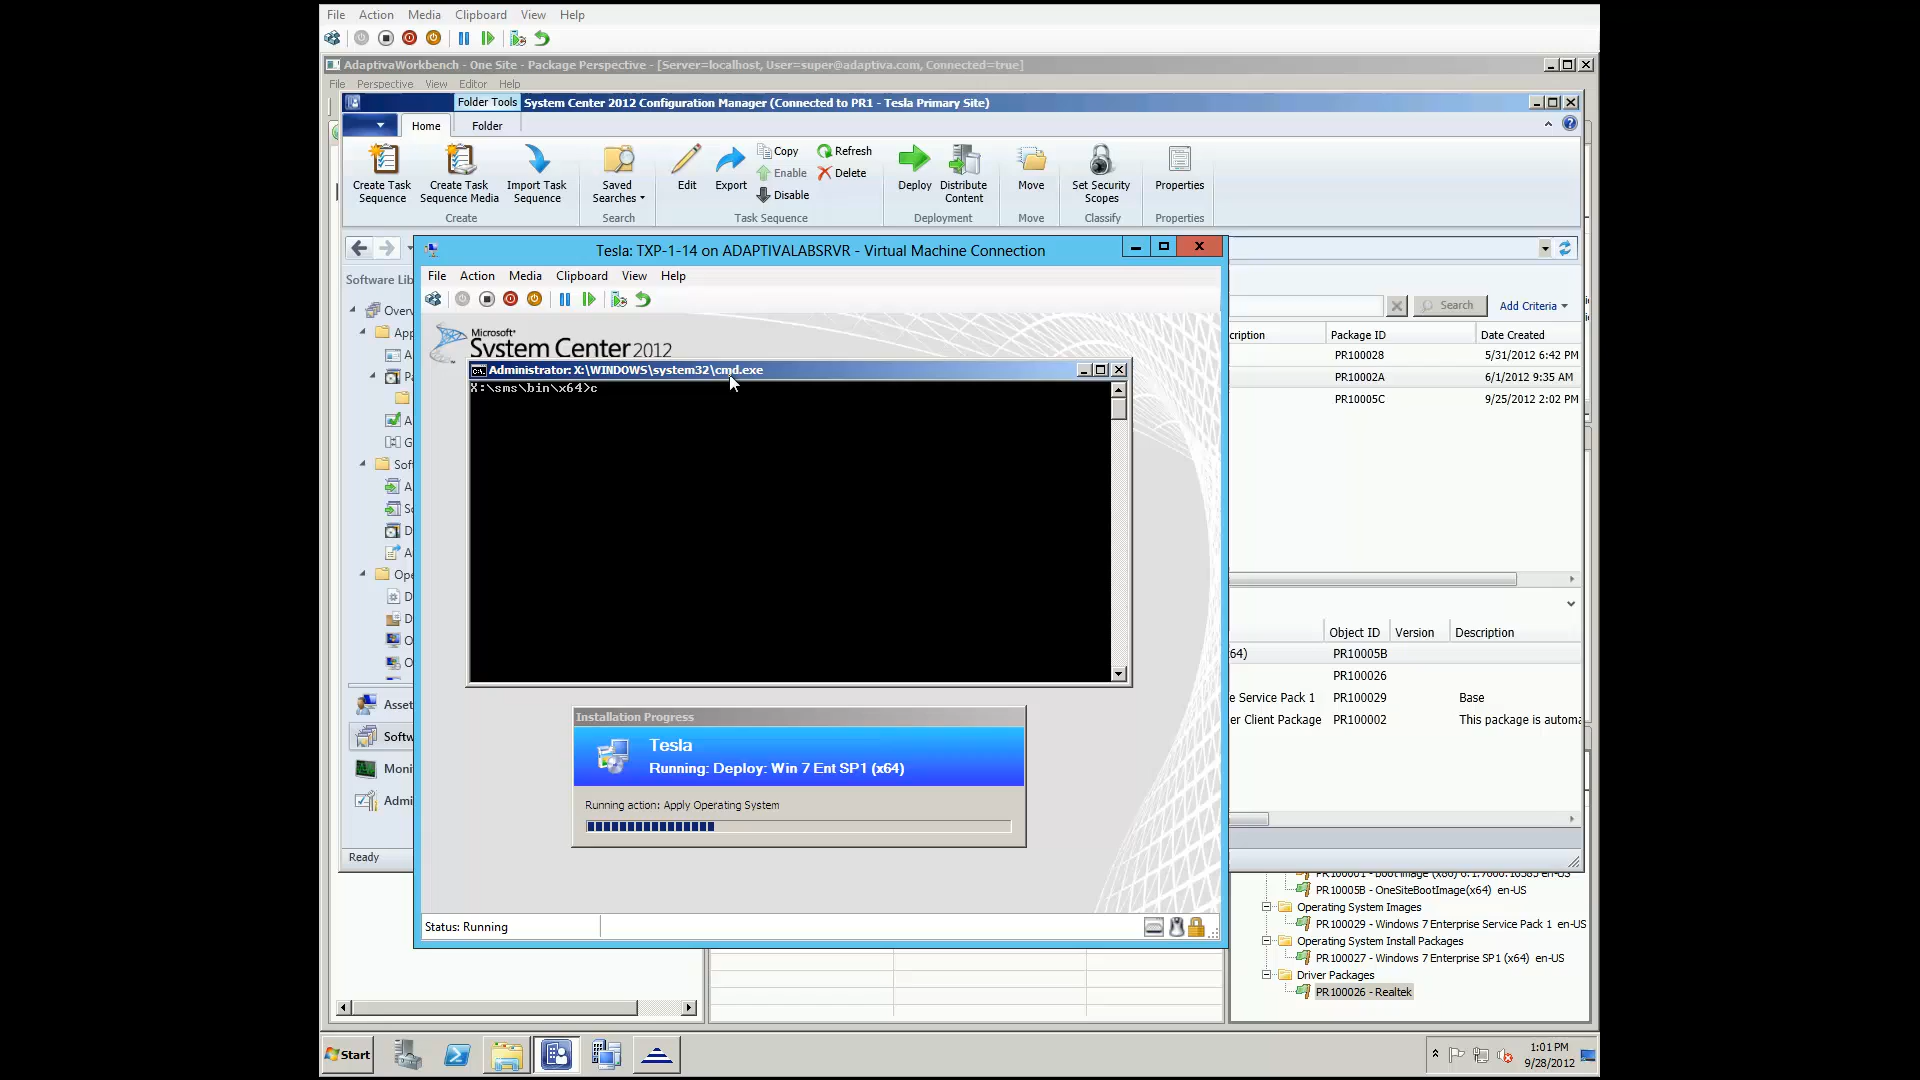 File Action Media Clipboard View Help
AdaptivaWorkbench - One Site - Package Perspective - [Server=localhost, User=super@adaptiva.com, Connected=true]
File Perspective View Editor Help
Folder Tools System Center 2012 Configuration Manager (Connected to PR1 - Tesla Primary Site)
Home Folder
Create Task Sequence
Create Task Sequence Media
Import Task Sequence
Saved Searches
Edit
Export
Copy
Enable
Disable
Refresh
Delete
Deploy
Distribute Content
Move
Set Security Scopes
Properties
Create Search Task Sequence Deployment Move Classify Properties
Tesla: TXP-1-14 on ADAPTIVALABSRVR - Virtual Machine Connection
File Action Media Clipboard View Help
Software Lib
Overv
App
A
P
A
G
Sof
A
So
D
A
Ope
D
D
O
O
Asset
Softw
Moni
Admi
Ready
Microsoft
System Center 2012
Administrator: X:\WINDOWS\system32\cmd.exe
X:\sms\bin\x64>c
Installation Progress
Tesla
Running: Deploy: Win 7 Ent SP1 (x64)
Running action: Apply Operating System
Status: Running
Search Add Criteria
cription Package ID Date Created
PR100028 5/31/2012 6:42 PM
PR10002A 6/1/2012 9:35 AM
PR10005C 9/25/2012 2:02 PM
Object ID Version Description
64) PR10005B
PR100026
e Service Pack 1 PR100029 Base
er Client Package PR100002 This package is automa
PR10005B - OneSiteBootImage(x64) en-US
Operating System Images
PR100029 - Windows 7 Enterprise Service Pack 1 en-US
Operating System Install Packages
PR100027 - Windows 7 Enterprise SP1 (x64) en-US
Driver Packages
PR100026 - Realtek
Start
1:01 PM
9/28/2012